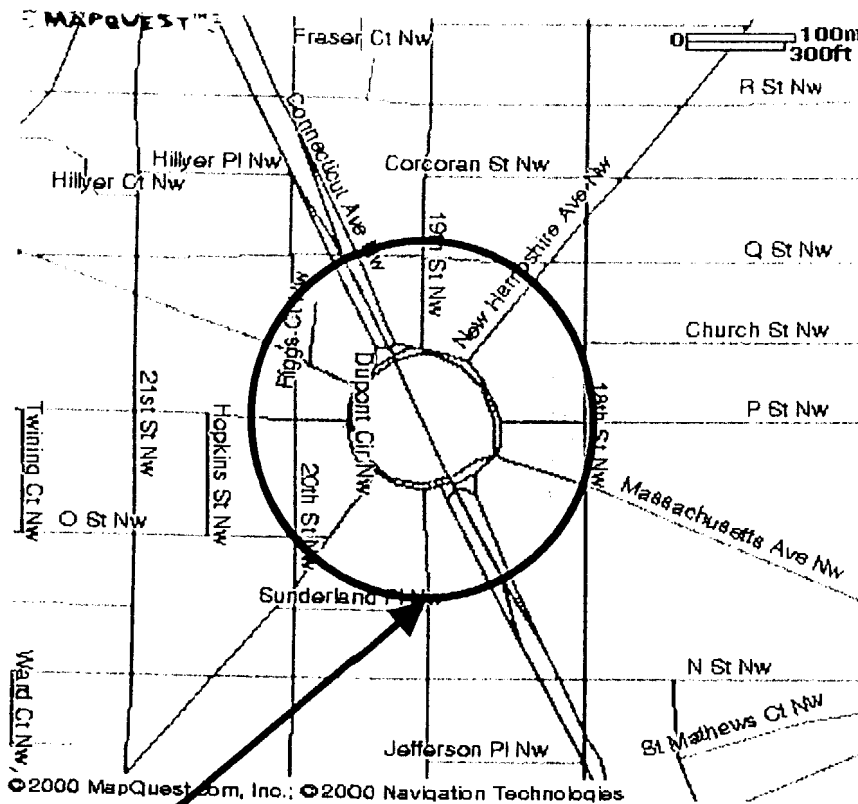 MAPQUEST™
Fraser Ct Nw
0 100m
300ft
R St Nw
Connecticut Ave Nw
Hillyer Pl Nw
Hillyer Ct Nw
Corcoran St Nw
New Hampshire Ave Nw
19th St Nw
Q St Nw
Higgs Ct Nw
Church St Nw
Dupont Cir. Nw
21st St Nw
Hopkins St Nw
Twining Ct Nw
18th St Nw
P St Nw
20th St Nw
O St Nw
Massachusetts Ave Nw
Sunderland Pl Nw
N St Nw
Ward Ct Nw
St Mathews Ct Nw
Jefferson Pl Nw
©2000 MapQuest.com, Inc.; ©2000 Navigation Technologies